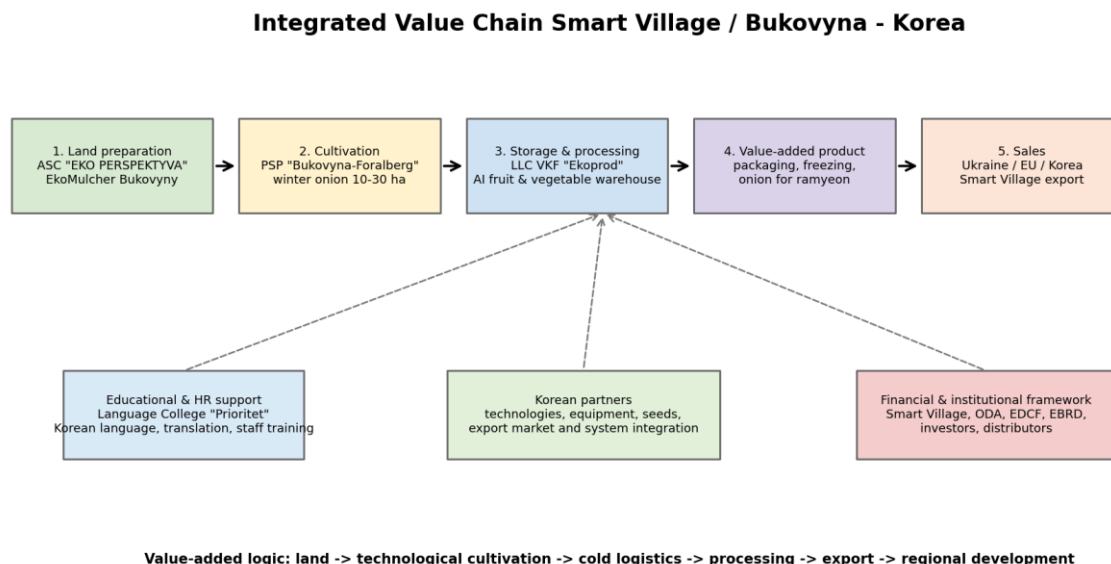 Integrated Value Chain Smart Village / Bukovyna - Korea
1. Land preparation
ASC "EKO PERSPEKTYVA"
EkoMulcher Bukovyny
2. Cultivation
PSP "Bukovyna-Foralberg"
winter onion 10-30 ha
3. Storage & processing
LLC VKF "Ekoprod"
AI fruit & vegetable warehouse
4. Value-added product
packaging, freezing,
onion for ramyeon
5. Sales
Ukraine / EU / Korea
Smart Village export
Educational & HR support
Language College "Prioritet"
Korean language, translation, staff training
Korean partners
technologies, equipment, seeds,
export market and system integration
Financial & institutional framework
Smart Village, ODA, EDCF, EBRD,
investors, distributors
Value-added logic: land -> technological cultivation -> cold logistics -> processing -> export -> regional development